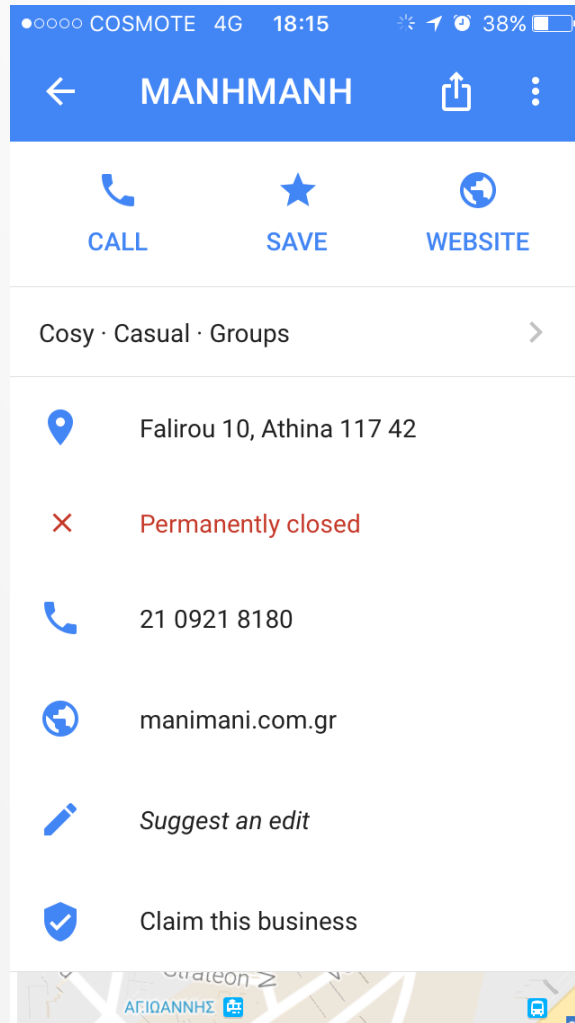 COSMOTE 4G 18:15 38%
MANHMANH
CALL SAVE WEBSITE
Cosy · Casual · Groups
Falirou 10, Athina 117 42
Permanently closed
21 0921 8180
manimani.com.gr
Suggest an edit
Claim this business
Strateon
ΑΓ.ΙΩΑΝΝΗΣ